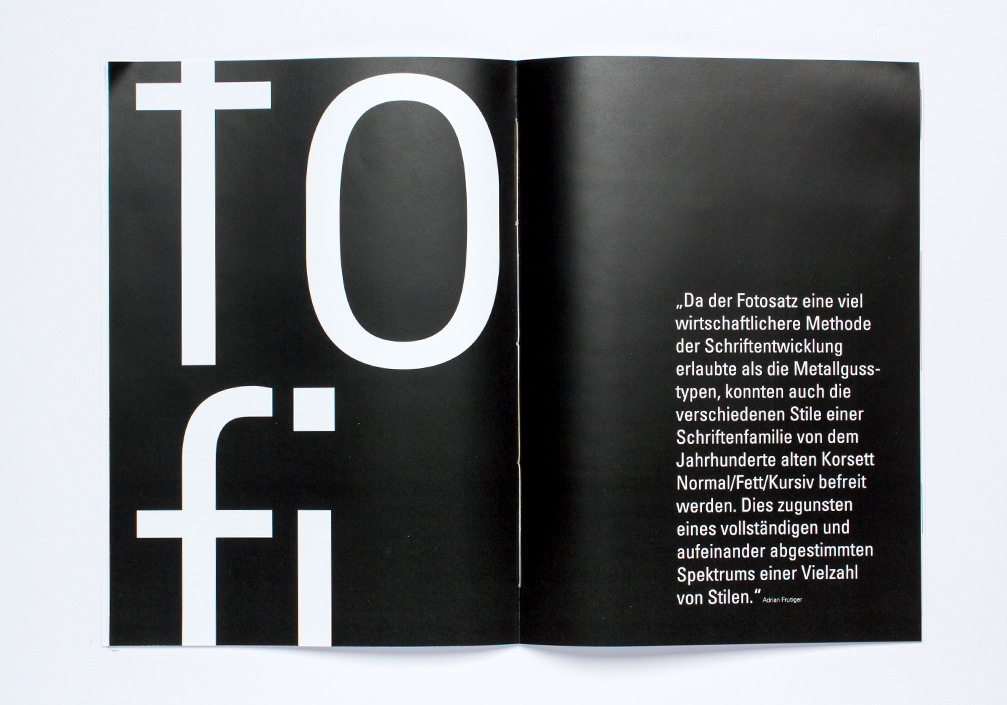 fo
fi
„Da der Fotosatz eine viel
wirtschaftlichere Methode
der Schriftentwicklung
erlaubte als die Metallguss-
typen, konnten auch die
verschiedenen Stile einer
Schriftenfamilie von dem
Jahrhunderte alten Korsett
Normal/Fett/Kursiv befreit
werden. Dies zugunsten
eines vollständigen und
aufeinander abgestimmten
Spektrums einer Vielzahl
von Stilen.“ Adrian Frutiger